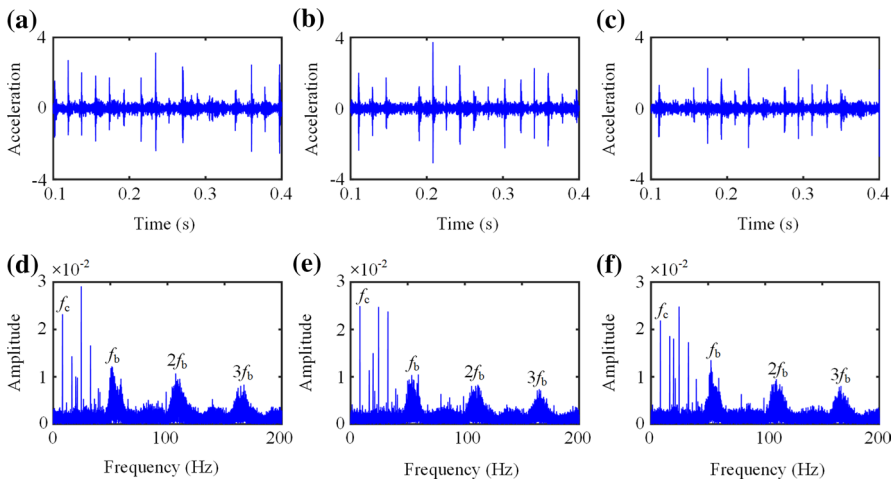 (a) (b) (c)
4 4 4
Acceleration Acceleration Acceleration
0 0 0
-4 -4 -4
0.1 0.2 0.3 0.4 0.1 0.2 0.3 0.4 0.1 0.2 0.3 0.4
Time (s) Time (s) Time (s)
(d) (e) (f)
×10⁻² ×10⁻² ×10⁻²
3 3 3
fc fc fc
Amplitude Amplitude Amplitude
2 2 2
fb 2fb 3fb fb 2fb 3fb fb 2fb 3fb
1 1 1
0 0 0
0 100 200 0 100 200 0 100 200
Frequency (Hz) Frequency (Hz) Frequency (Hz)